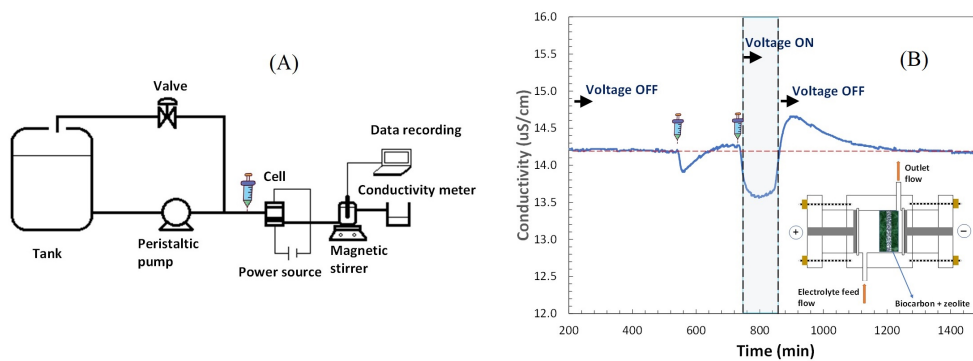 (A)
Valve
Data recording
Cell
Conductivity meter
Tank
Peristaltic
pump
Power source
Magnetic
stirrer
(B)
Conductivity (uS/cm)
16.0
15.5
15.0
14.5
14.0
13.5
13.0
12.5
12.0
Voltage OFF
Voltage ON
Voltage OFF
Outlet
flow
+
−
Electrolyte feed
flow
Biocarbon + zeolite
200 400 600 800 1000 1200 1400
Time (min)